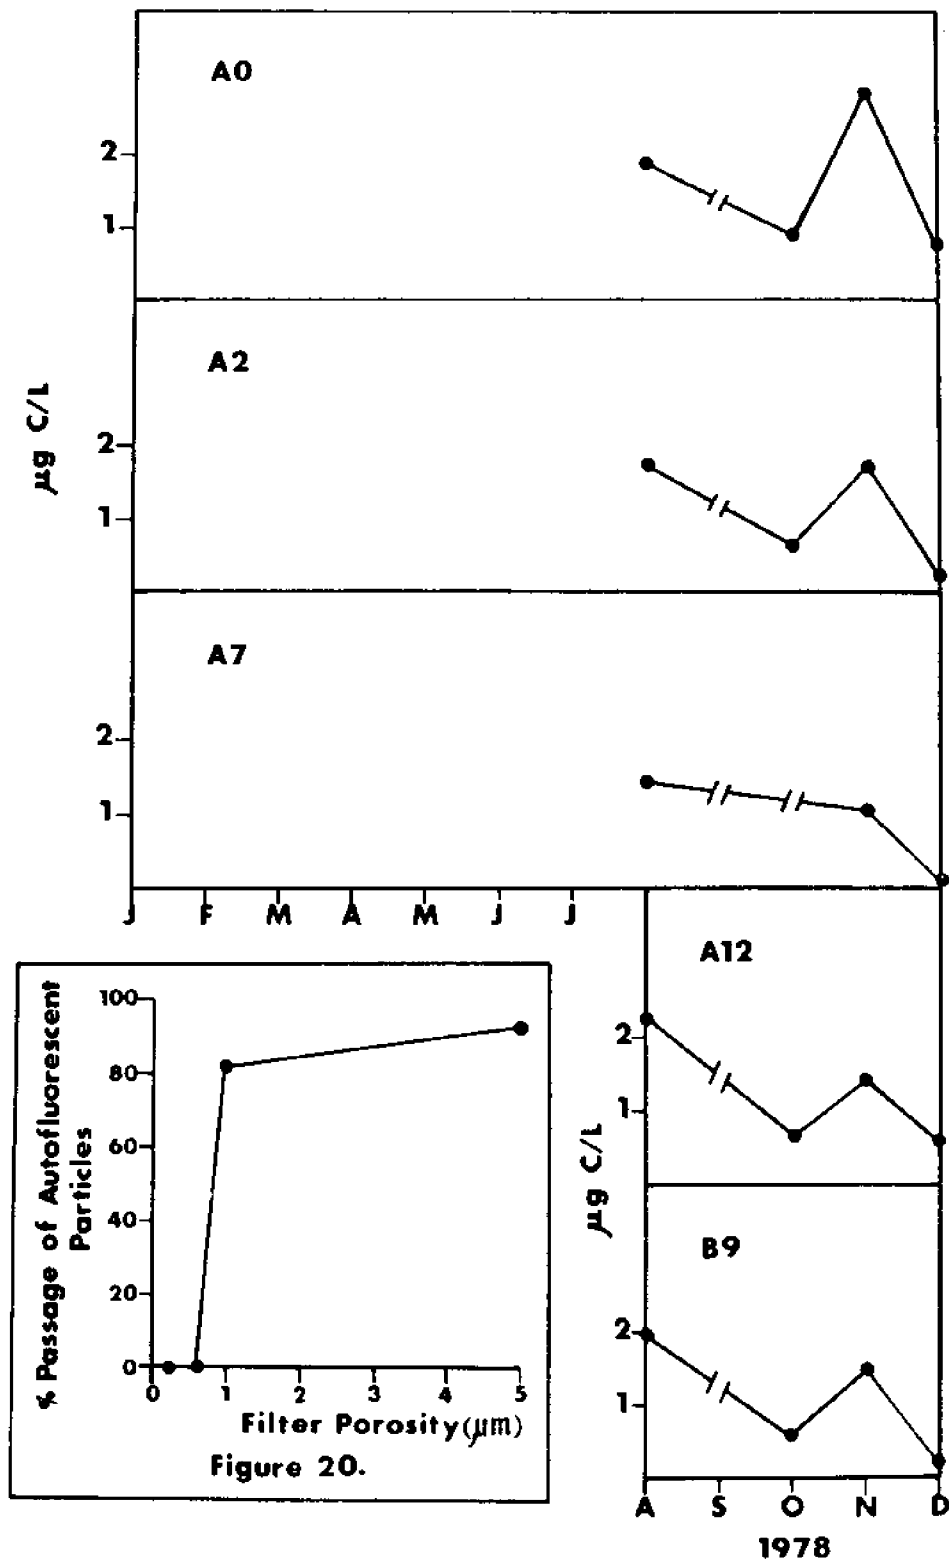 A0
2
1
A2
µg C/L
2
1
A7
2
1
J F M A M J J
A12
2
1
µg C/L
B9
2
1
A S O N D
1978
% Passage of Autofluorescent
Particles
100
80
60
40
20
0
0 1 2 3 4 5
Filter Porosity (µm)
Figure 20.